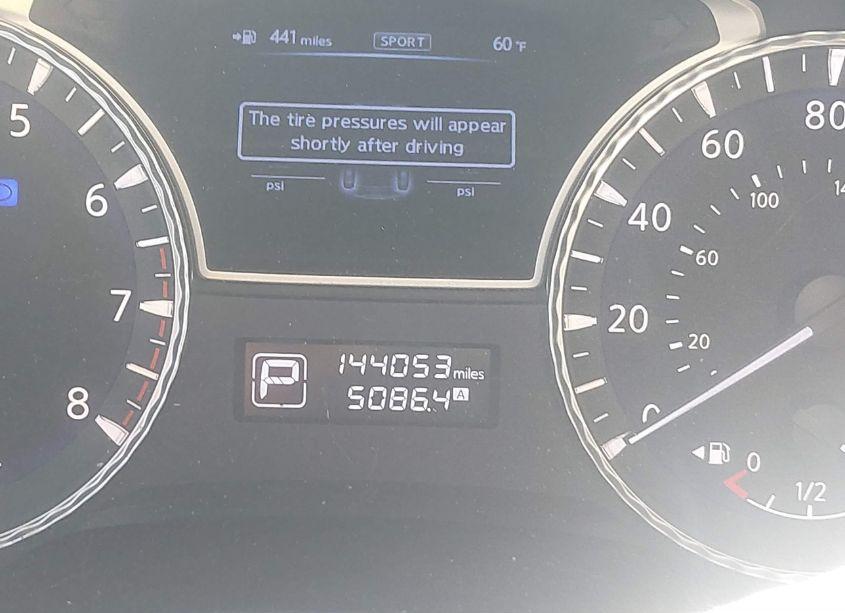 441 miles SPORT 60 °F
The tire pressures will appear
shortly after driving
psi psi
5
6
7
8
P 144053 miles
5086.4 A
0
20
40
60
80
20
60
100
0
1/2